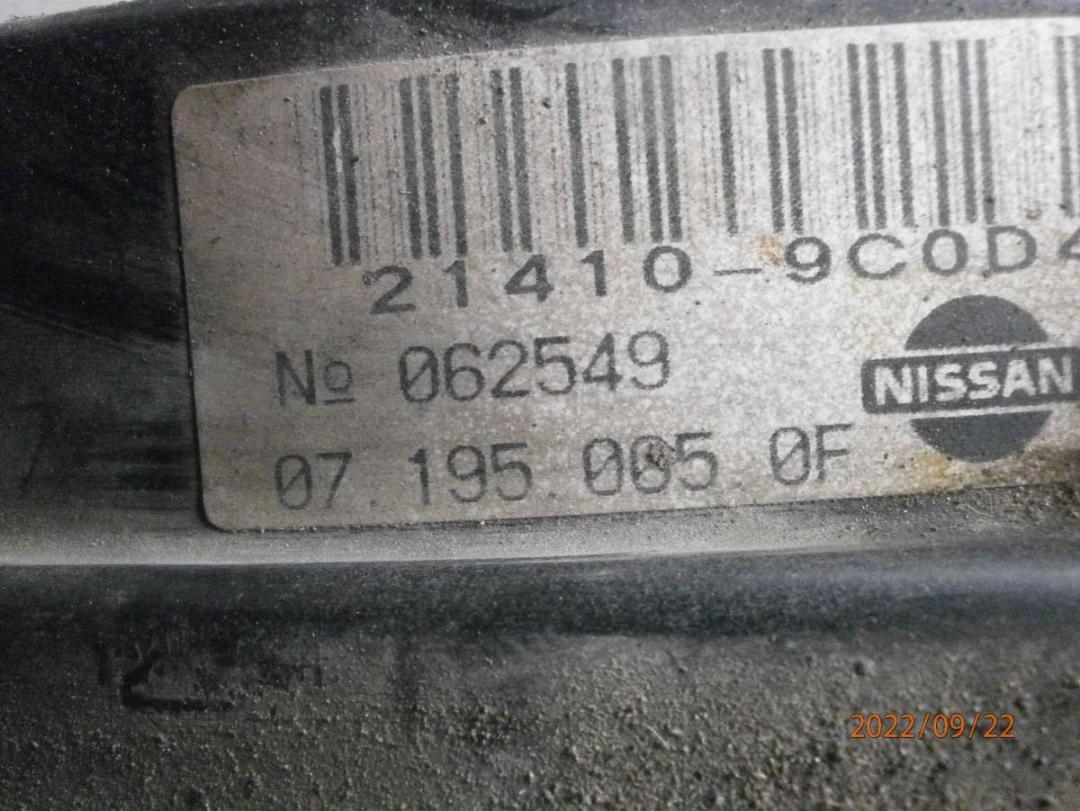 21410-9C0D4
№ 062549
NISSAN
07.195.005.0F
2022/09/22